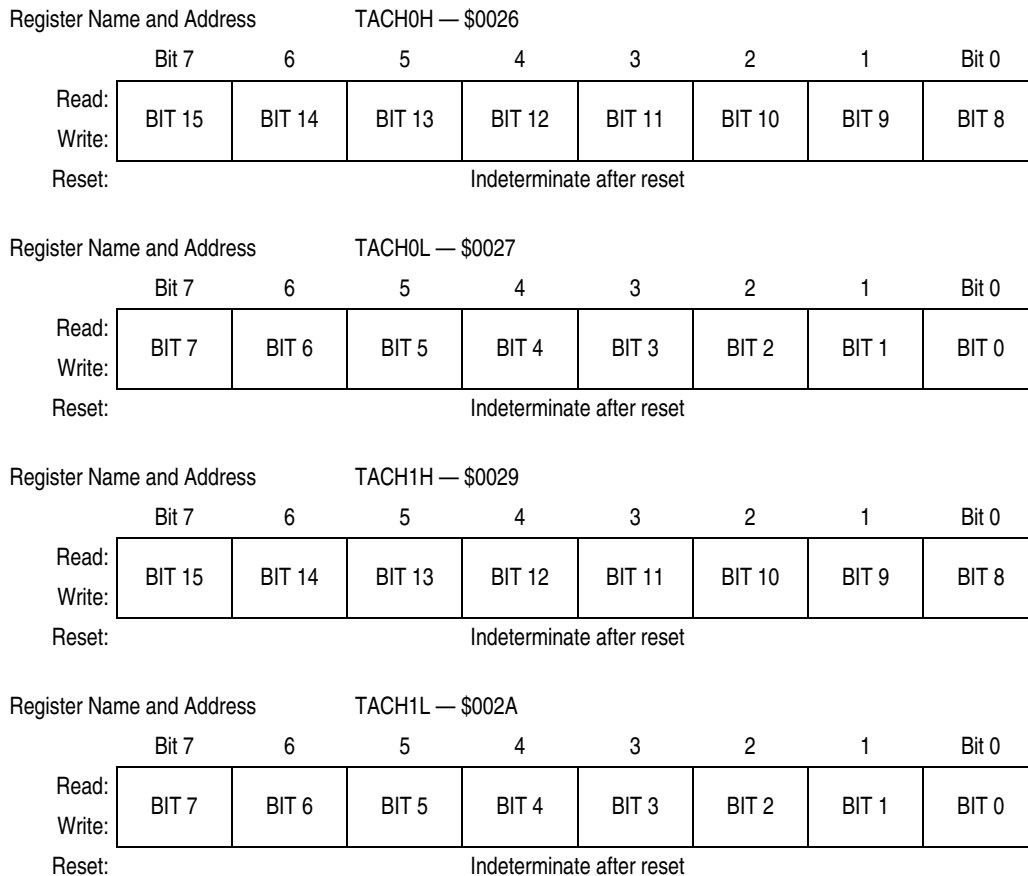 Register Name and Address TACH0H — $0026
Bit 7 6 5 4 3 2 1 Bit 0
Read:
BIT 15 BIT 14 BIT 13 BIT 12 BIT 11 BIT 10 BIT 9 BIT 8
Write:
Reset: Indeterminate after reset
Register Name and Address TACH0L — $0027
Bit 7 6 5 4 3 2 1 Bit 0
Read:
BIT 7 BIT 6 BIT 5 BIT 4 BIT 3 BIT 2 BIT 1 BIT 0
Write:
Reset: Indeterminate after reset
Register Name and Address TACH1H — $0029
Bit 7 6 5 4 3 2 1 Bit 0
Read:
BIT 15 BIT 14 BIT 13 BIT 12 BIT 11 BIT 10 BIT 9 BIT 8
Write:
Reset: Indeterminate after reset
Register Name and Address TACH1L — $002A
Bit 7 6 5 4 3 2 1 Bit 0
Read:
BIT 7 BIT 6 BIT 5 BIT 4 BIT 3 BIT 2 BIT 1 BIT 0
Write:
Reset: Indeterminate after reset